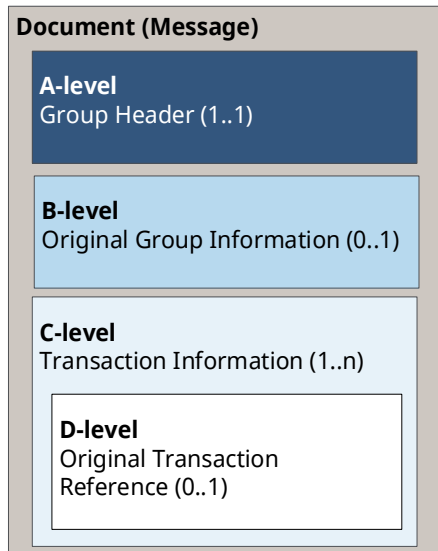 Document (Message)
A-level
Group Header (1..1)
B-level
Original Group Information (0..1)
C-level
Transaction Information (1..n)
D-level
Original Transaction
Reference (0..1)